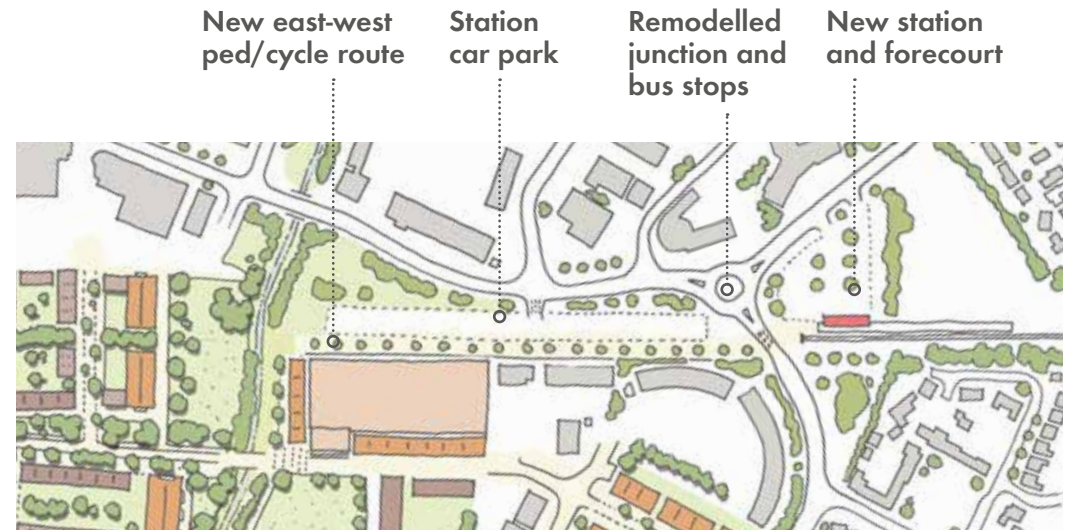 New east-west
ped/cycle route
Station
car park
Remodelled
junction and
bus stops
New station
and forecourt